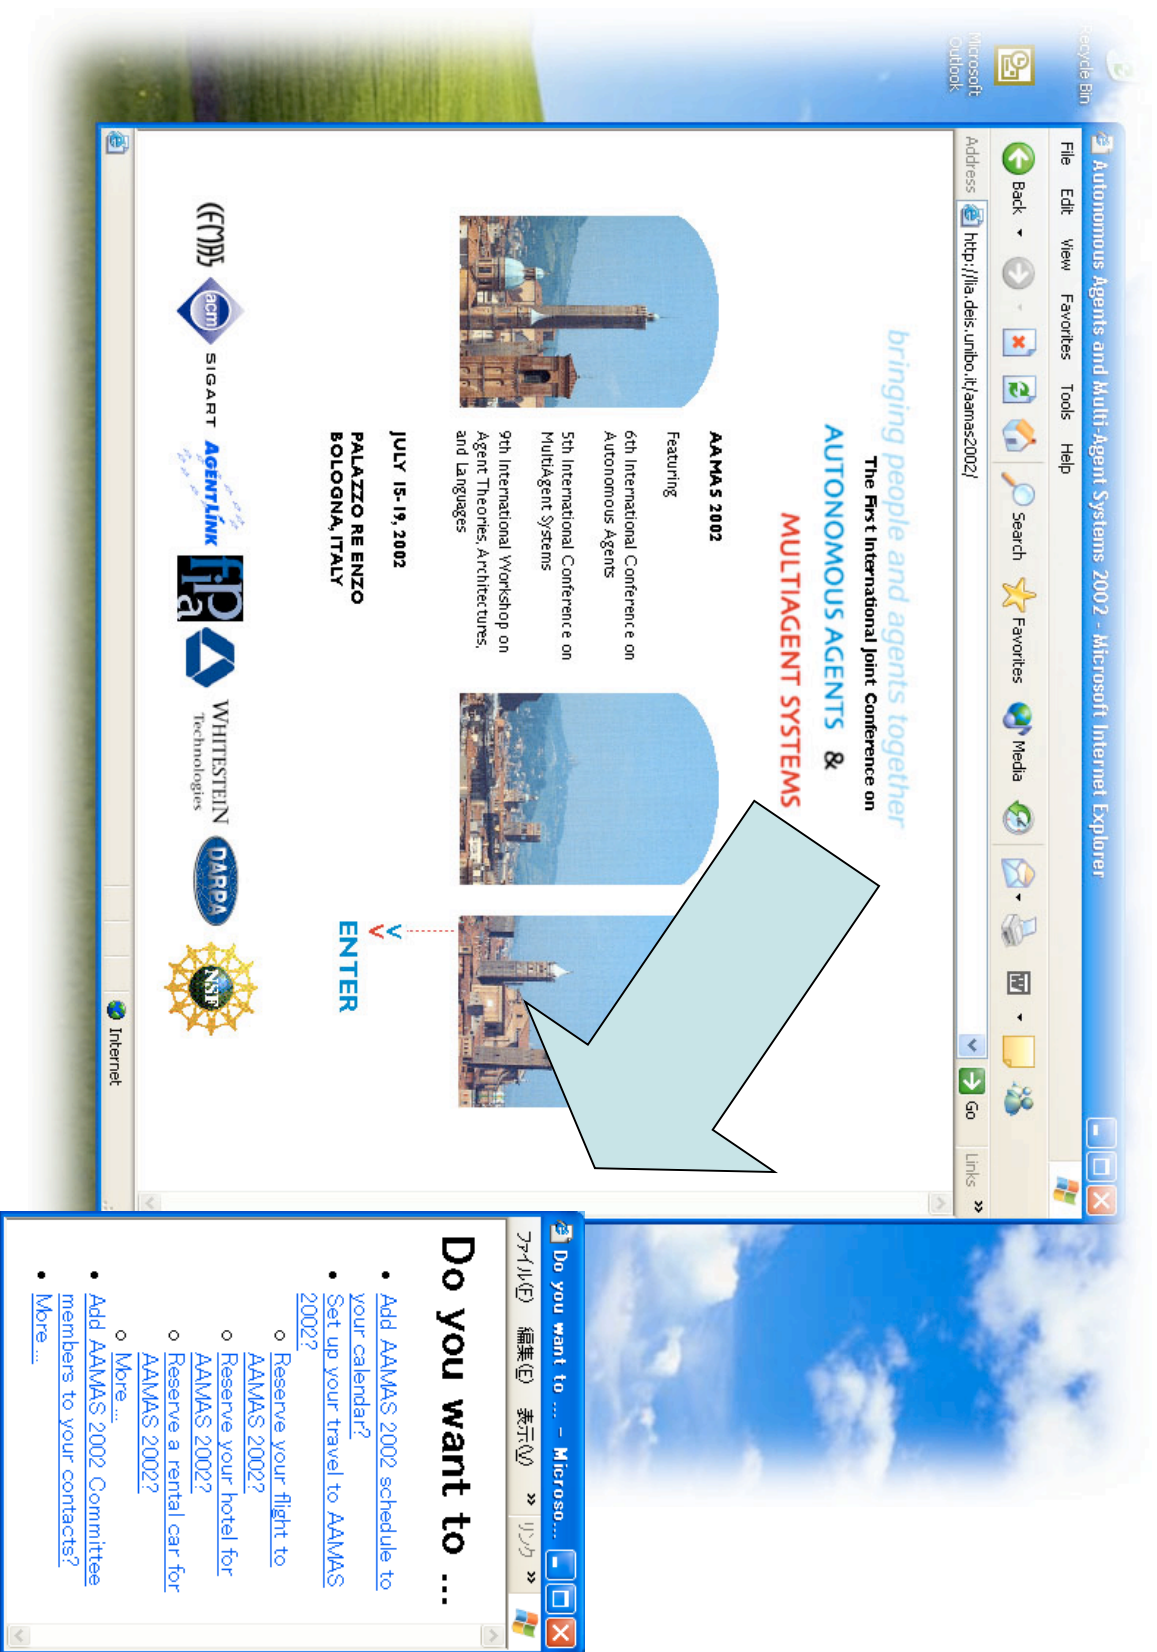 Recycle Bin
Microsoft
Outlook
Autonomous Agents and Multi-Agent Systems 2002 - Microsoft Internet Explorer
File Edit View Favorites Tools Help
Back Search Favorites Media
Address http://lia.deis.unibo.it/aamas2002/ Go Links »
bringing people and agents together
The First International Joint Conference on
AUTONOMOUS AGENTS &
MULTIAGENT SYSTEMS
AAMAS 2002
Featuring
6th International Conference on
Autonomous Agents
5th International Conference on
MultiAgent Systems
9th International Workshop on
Agent Theories, Architectures,
and Languages
JULY 15-19, 2002
PALAZZO RE ENZO
BOLOGNA, ITALY
ENTER
ICMAS acm SIGART AGENTLINK fipa WHITESTEIN Technologies DARPA NSF
Internet
Do you want to ... - Microso...
ファイル(F) 編集(E) 表示(V) » リンク »
Do you want to ...
• Add AAMAS 2002 schedule to
your calendar?
• Set up your travel to AAMAS
2002?
○ Reserve your flight to
AAMAS 2002?
○ Reserve your hotel for
AAMAS 2002?
○ Reserve a rental car for
AAMAS 2002?
○ More ...
• Add AAMAS 2002 Committee
members to your contacts?
• More ...